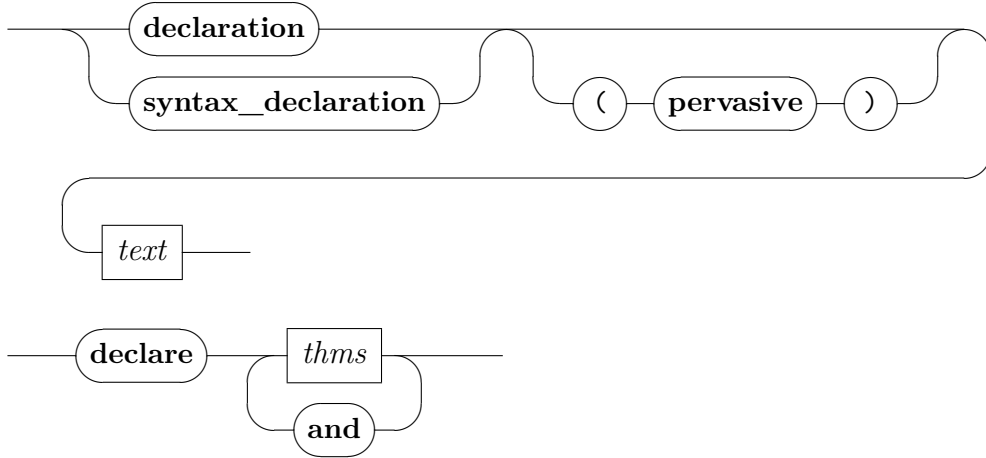 declaration
syntax_declaration ( pervasive )
text
declare thms
and